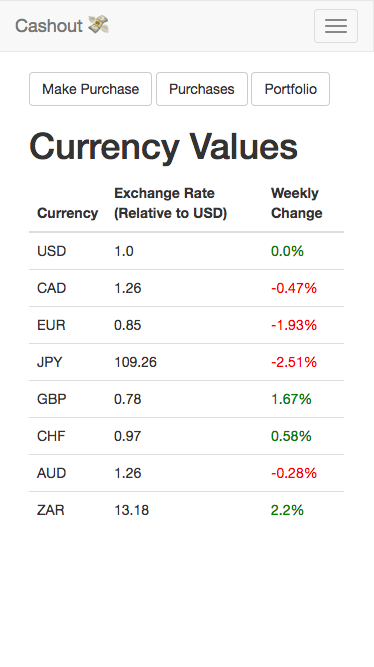 Cashout 💸
Make Purchase Purchases Portfolio
Currency Values
Currency Exchange Rate (Relative to USD) Weekly Change
USD 1.0 0.0%
CAD 1.26 -0.47%
EUR 0.85 -1.93%
JPY 109.26 -2.51%
GBP 0.78 1.67%
CHF 0.97 0.58%
AUD 1.26 -0.28%
ZAR 13.18 2.2%